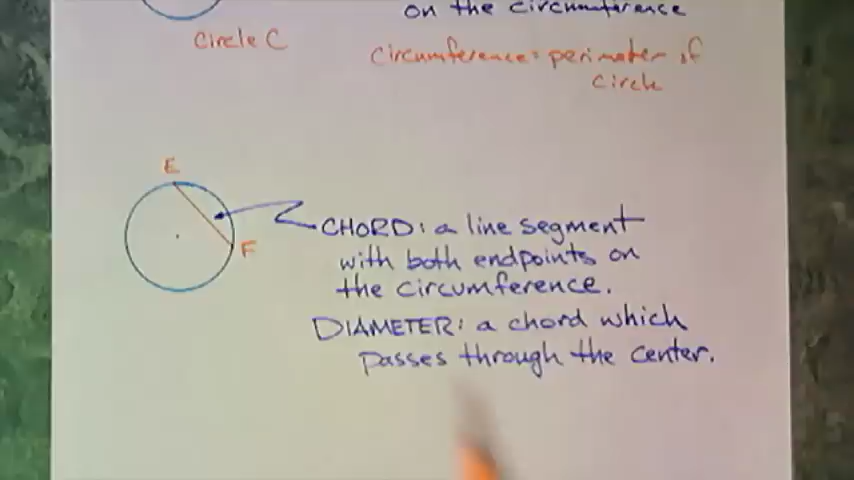 on the circumference
Circle C
Circumference = perimeter of
circle
E
F
CHORD: a line segment
with both endpoints on
the circumference.
DIAMETER: a chord which
passes through the center.